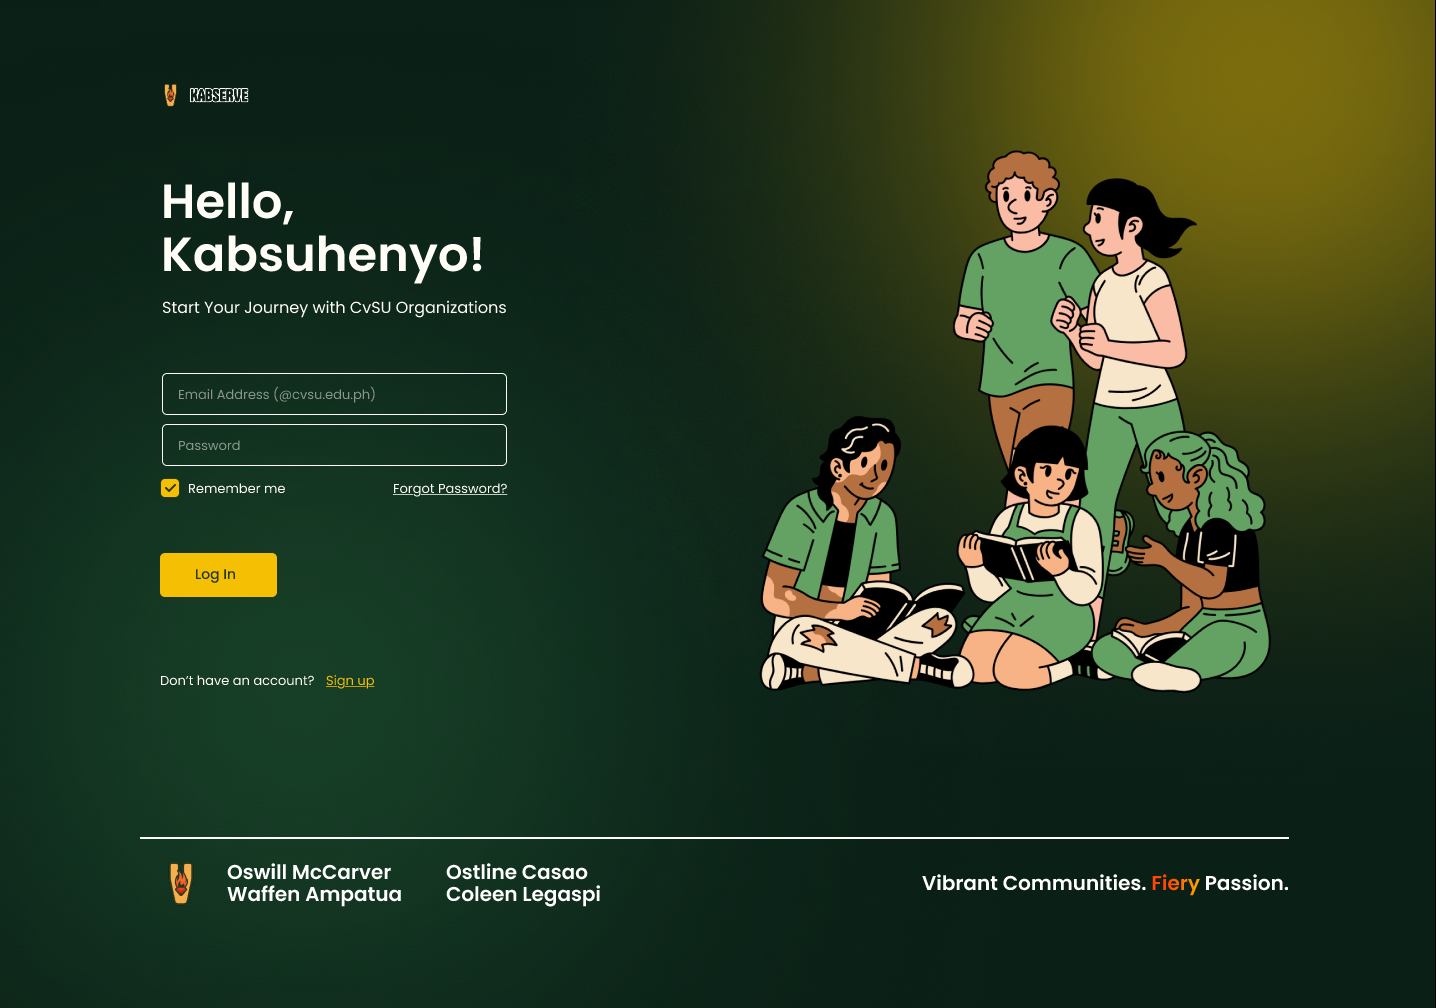 KABSERVE
Hello,
Kabsuhenyo!
Start Your Journey with CvSU Organizations
Email Address (@cvsu.edu.ph)
Password
Remember me
Forgot Password?
Log In
Don’t have an account? Sign up
Oswill McCarver
Waffen Ampatua
Ostline Casao
Coleen Legaspi
Vibrant Communities. Fiery Passion.